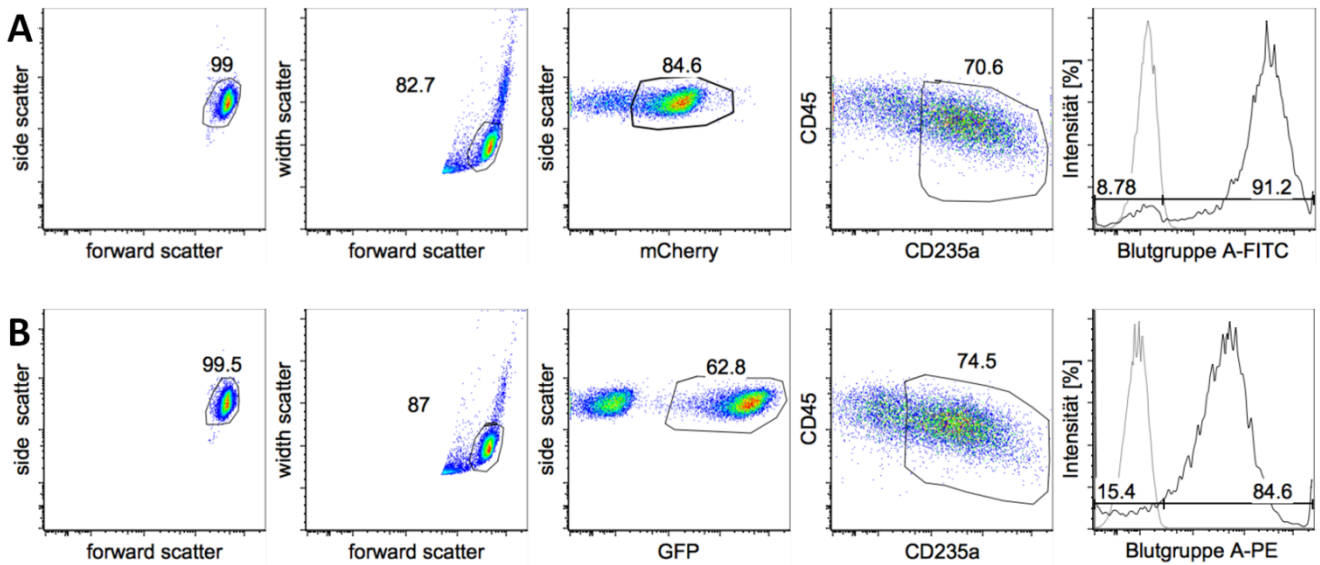 A
99
side scatter
forward scatter
82.7
width scatter
forward scatter
84.6
side scatter
mCherry
70.6
CD45
CD235a
Intensität [%]
8.78
91.2
Blutgruppe A-FITC
B
99.5
side scatter
forward scatter
87
width scatter
forward scatter
62.8
side scatter
GFP
74.5
CD45
CD235a
Intensität [%]
15.4
84.6
Blutgruppe A-PE